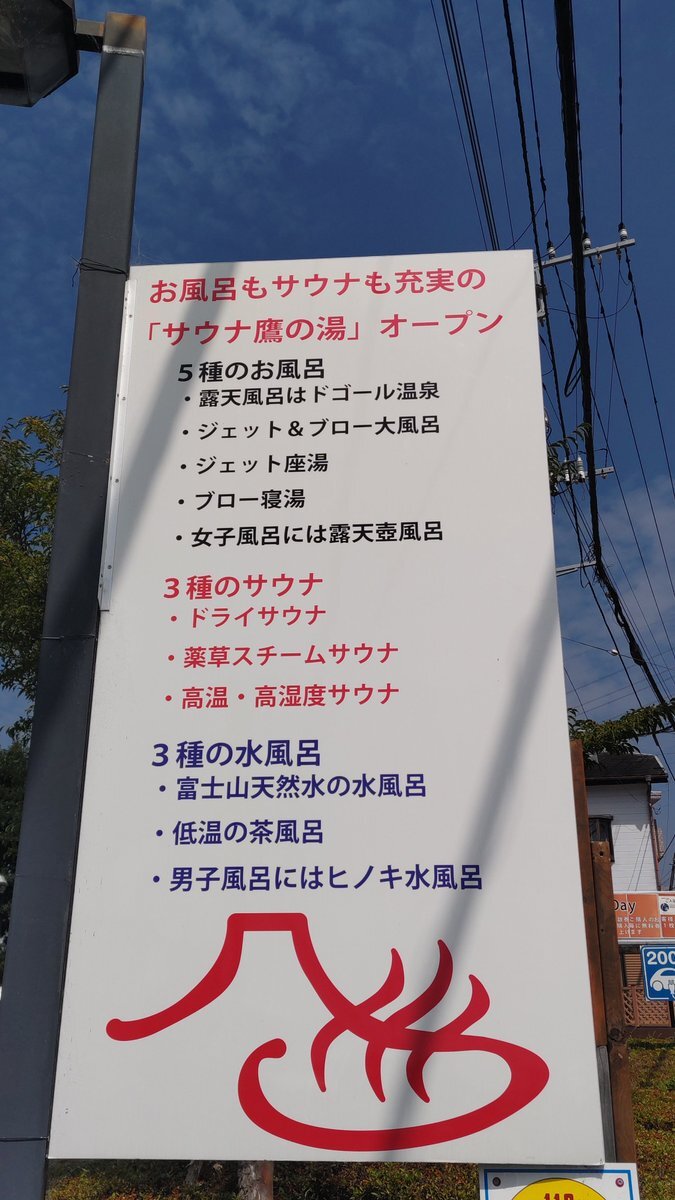 お風呂もサウナも充実の
「サウナ鷹の湯」オープン
5種のお風呂
・露天風呂はドゴール温泉
・ジェット＆ブロー大風呂
・ジェット座湯
・ブロー寝湯
・女子風呂には露天壺風呂
3種のサウナ
・ドライサウナ
・薬草スチームサウナ
・高温・高湿度サウナ
3種の水風呂
・富士山天然水の水風呂
・低温の茶風呂
・男子風呂にはヒノキ水風呂
Day
200